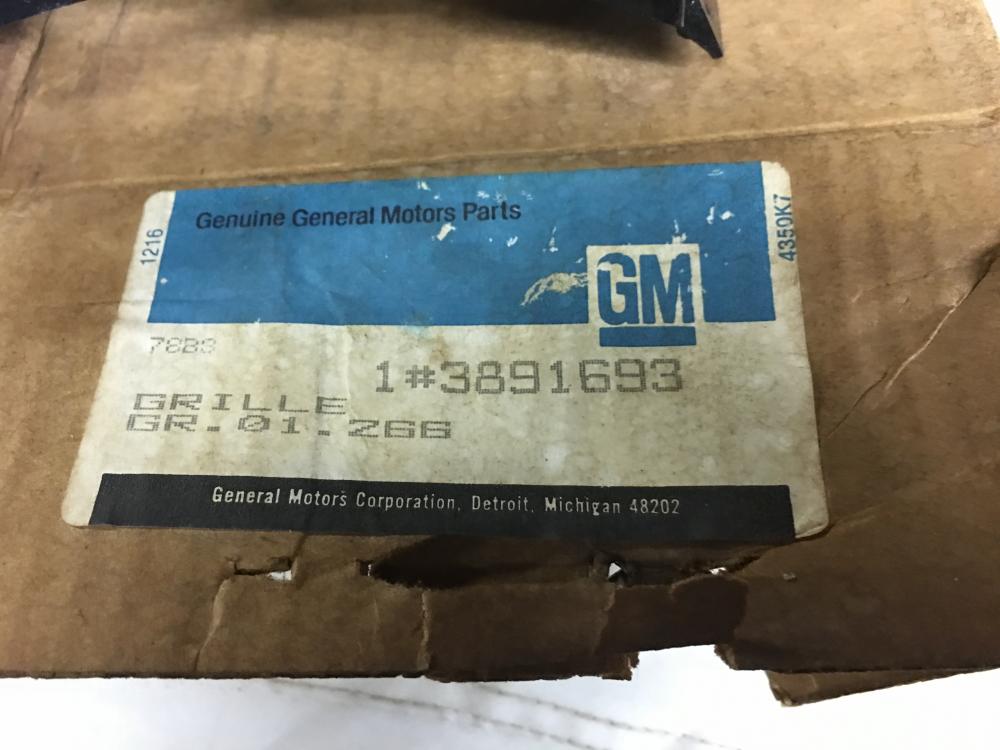 Genuine General Motors Parts
1216
4350K7
GM
78B3
1#3891693
GRILLE
GR.01.266
General Motors Corporation, Detroit, Michigan 48202